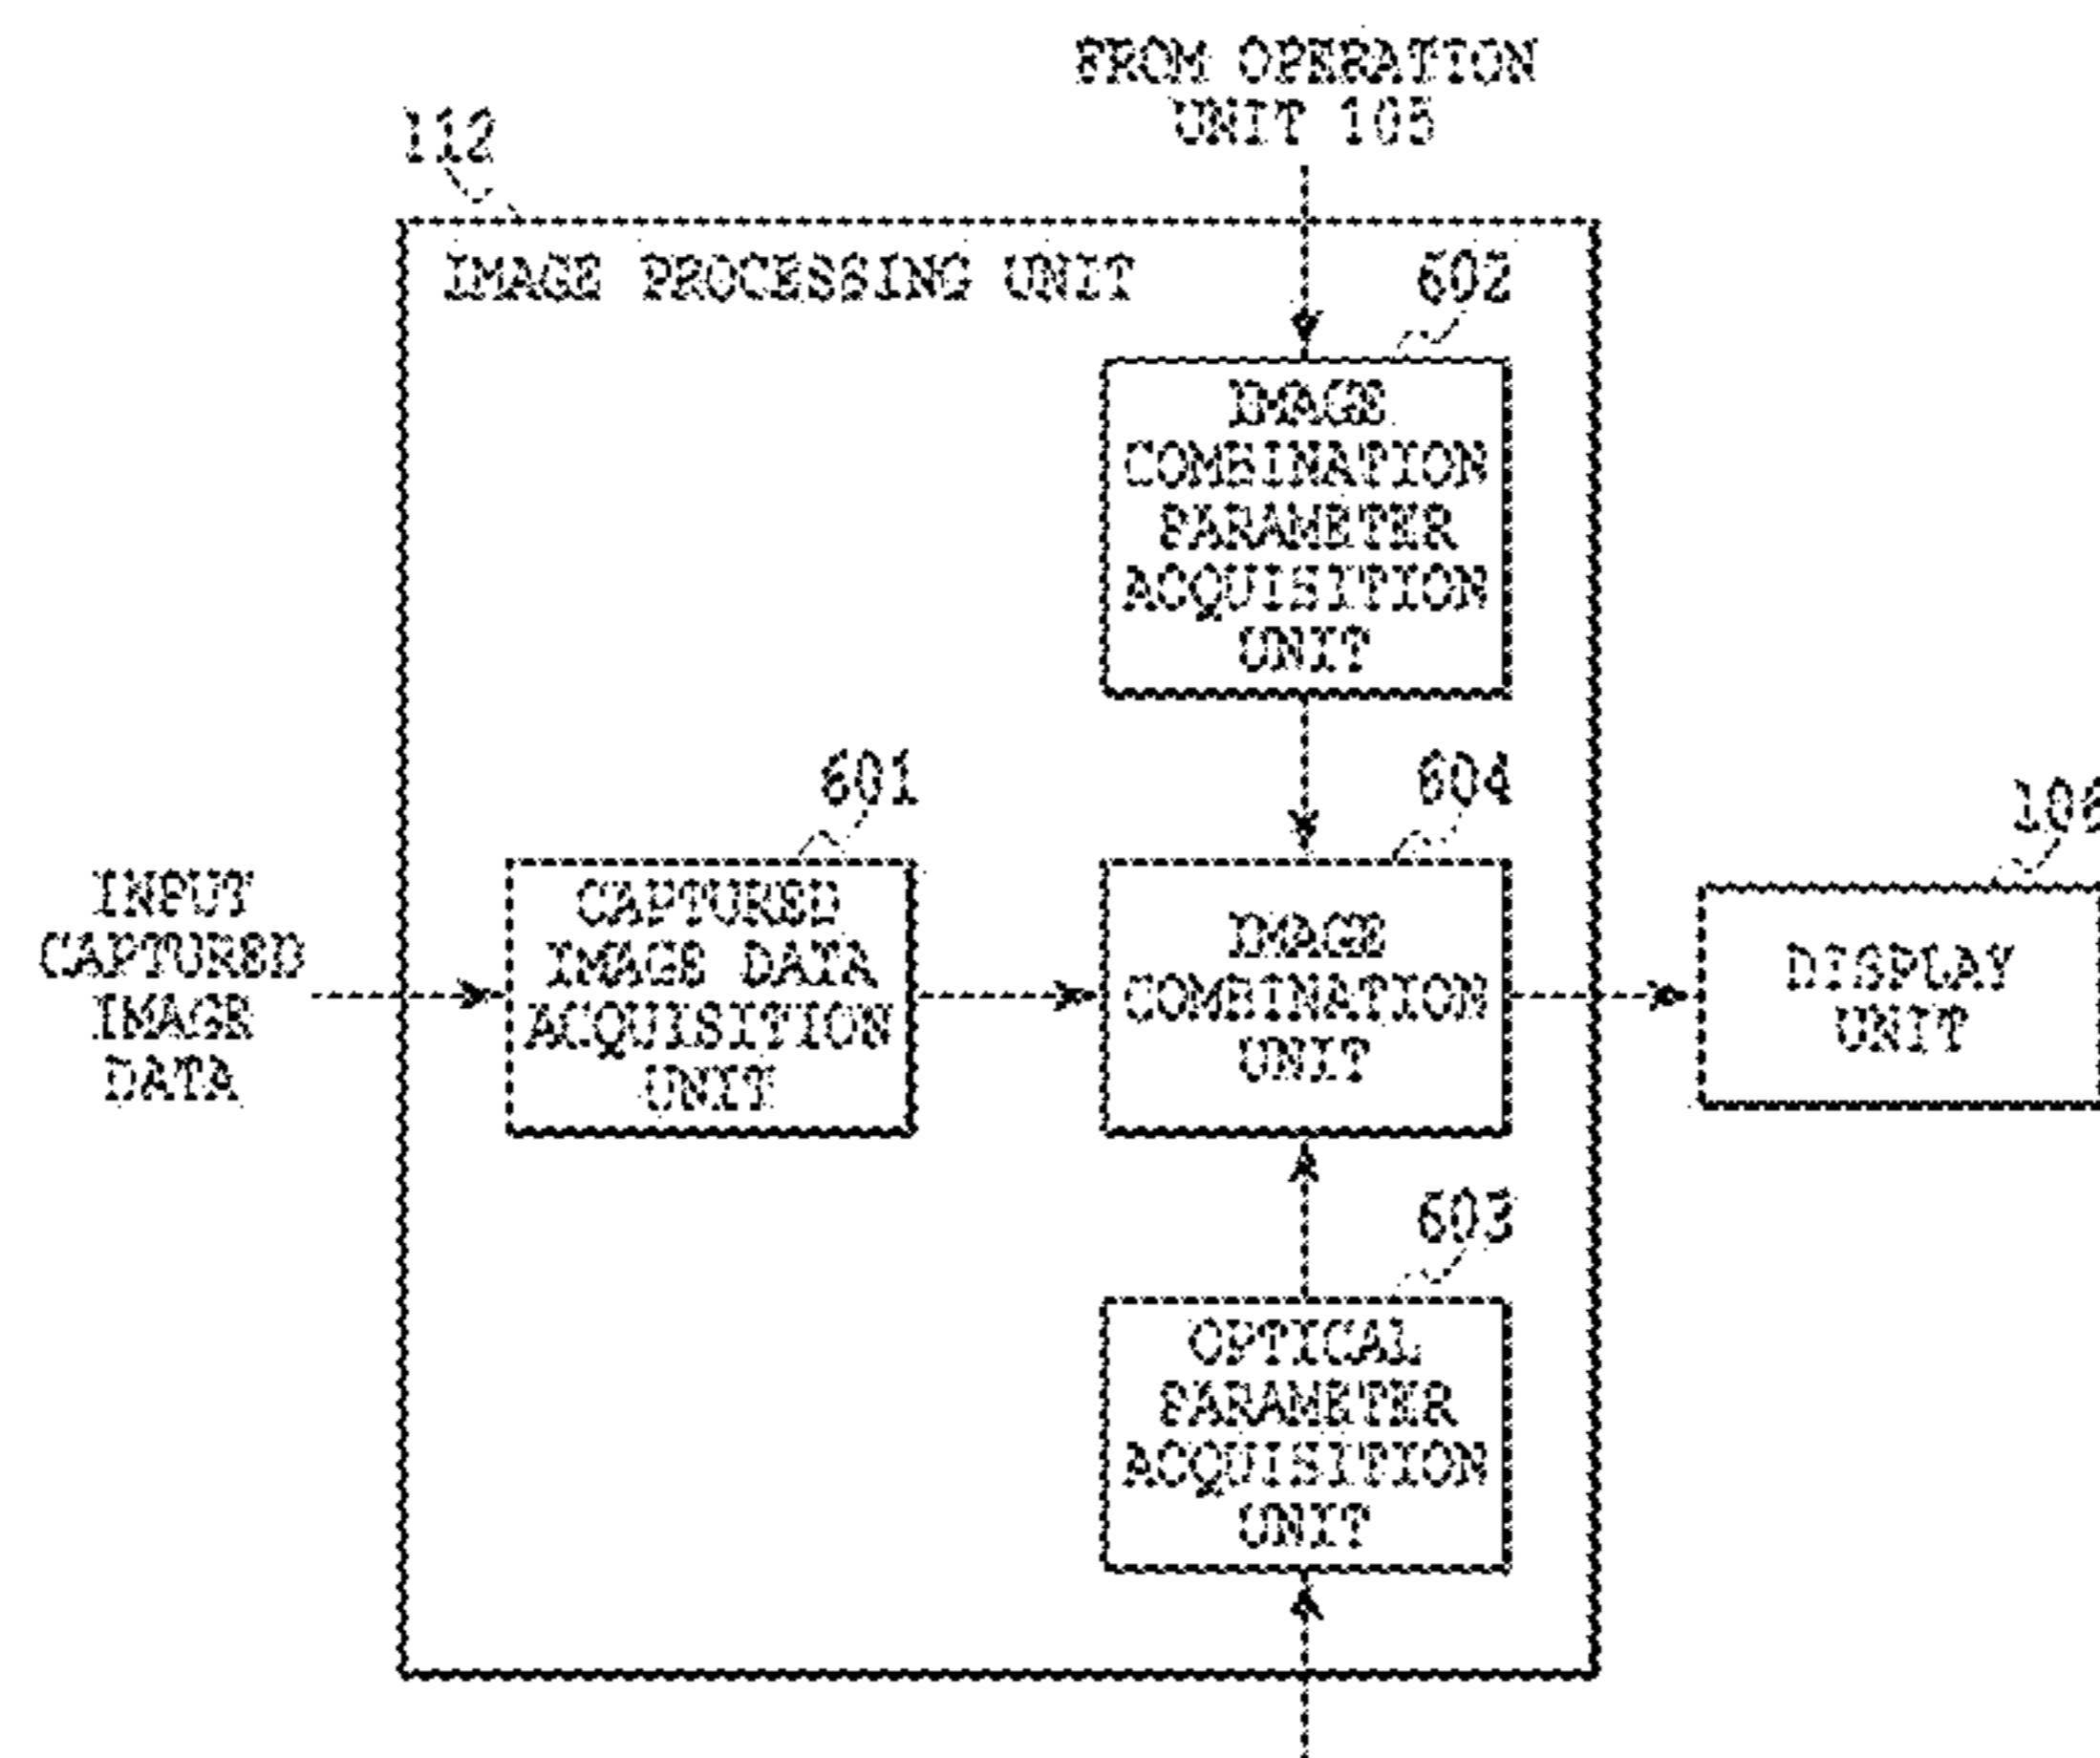 FROM OPERATION
UNIT 105
112
IMAGE PROCESSING UNIT
602
IMAGE
COMBINATION
PARAMETER
ACQUISITION
UNIT
601
604
106
INPUT
CAPTURED
IMAGE
DATA
CAPTURED
IMAGE DATA
ACQUISITION
UNIT
IMAGE
COMBINATION
UNIT
DISPLAY
UNIT
603
OPTICAL
PARAMETER
ACQUISITION
UNIT